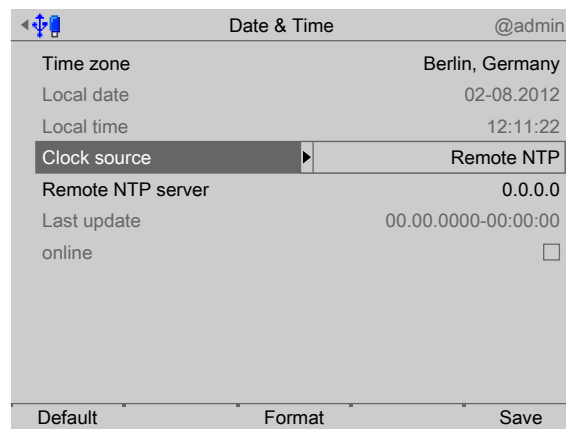 Date & Time @admin
Time zone Berlin, Germany
Local date 02-08.2012
Local time 12:11:22
Clock source Remote NTP
Remote NTP server 0.0.0.0
Last update 00.00.0000-00:00:00
online
Default Format Save